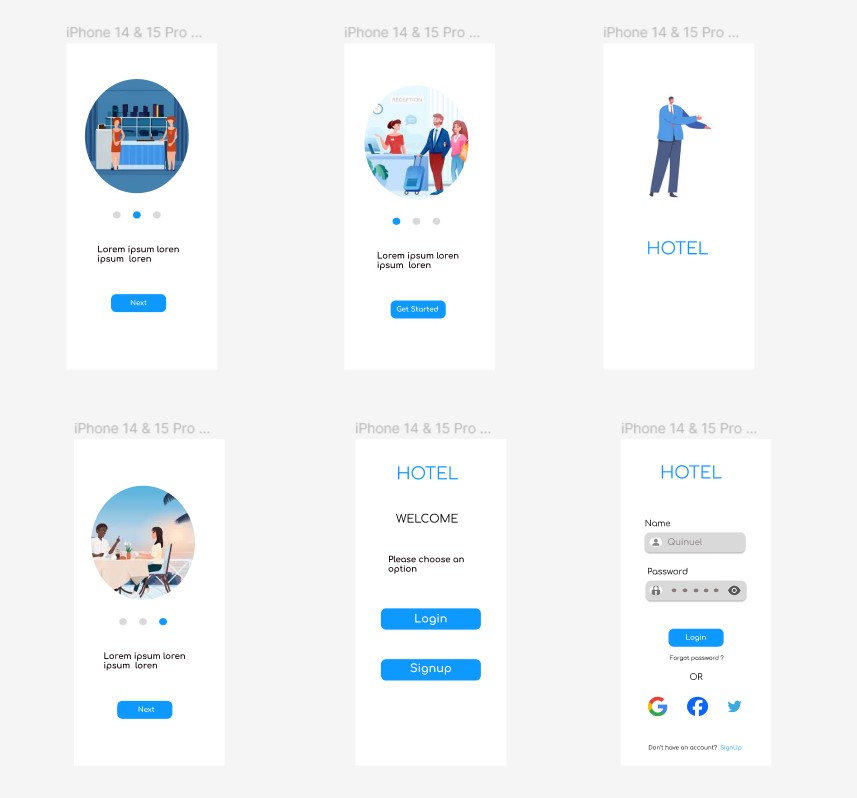 iPhone 14 & 15 Pro ...
iPhone 14 & 15 Pro ...
iPhone 14 & 15 Pro ...
RECEPTION
Lorem ipsum loren
ipsum loren
Next
Lorem ipsum loren
ipsum loren
Get Started
HOTEL
iPhone 14 & 15 Pro ...
iPhone 14 & 15 Pro ...
iPhone 14 & 15 Pro ...
Lorem ipsum loren
ipsum loren
Next
HOTEL
WELCOME
Please choose an
option
Login
Signup
HOTEL
Name
Quinuel
Password
Login
Forgot password ?
OR
Don't have an account? SignUp